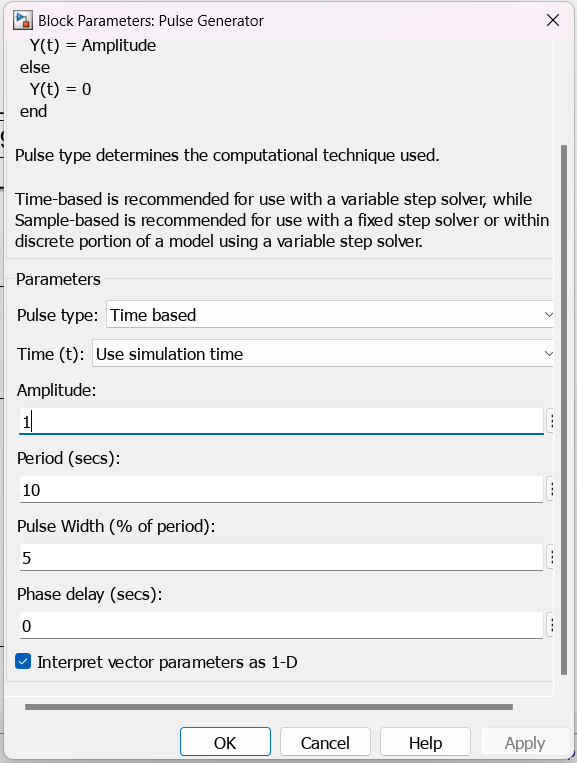 Block Parameters: Pulse Generator
Y(t) = Amplitude
else
Y(t) = 0
end
Pulse type determines the computational technique used.
Time-based is recommended for use with a variable step solver, while
Sample-based is recommended for use with a fixed step solver or within
discrete portion of a model using a variable step solver.
Parameters
Pulse type: Time based
Time (t): Use simulation time
Amplitude:
1
Period (secs):
10
Pulse Width (% of period):
5
Phase delay (secs):
0
Interpret vector parameters as 1-D
OK Cancel Help Apply